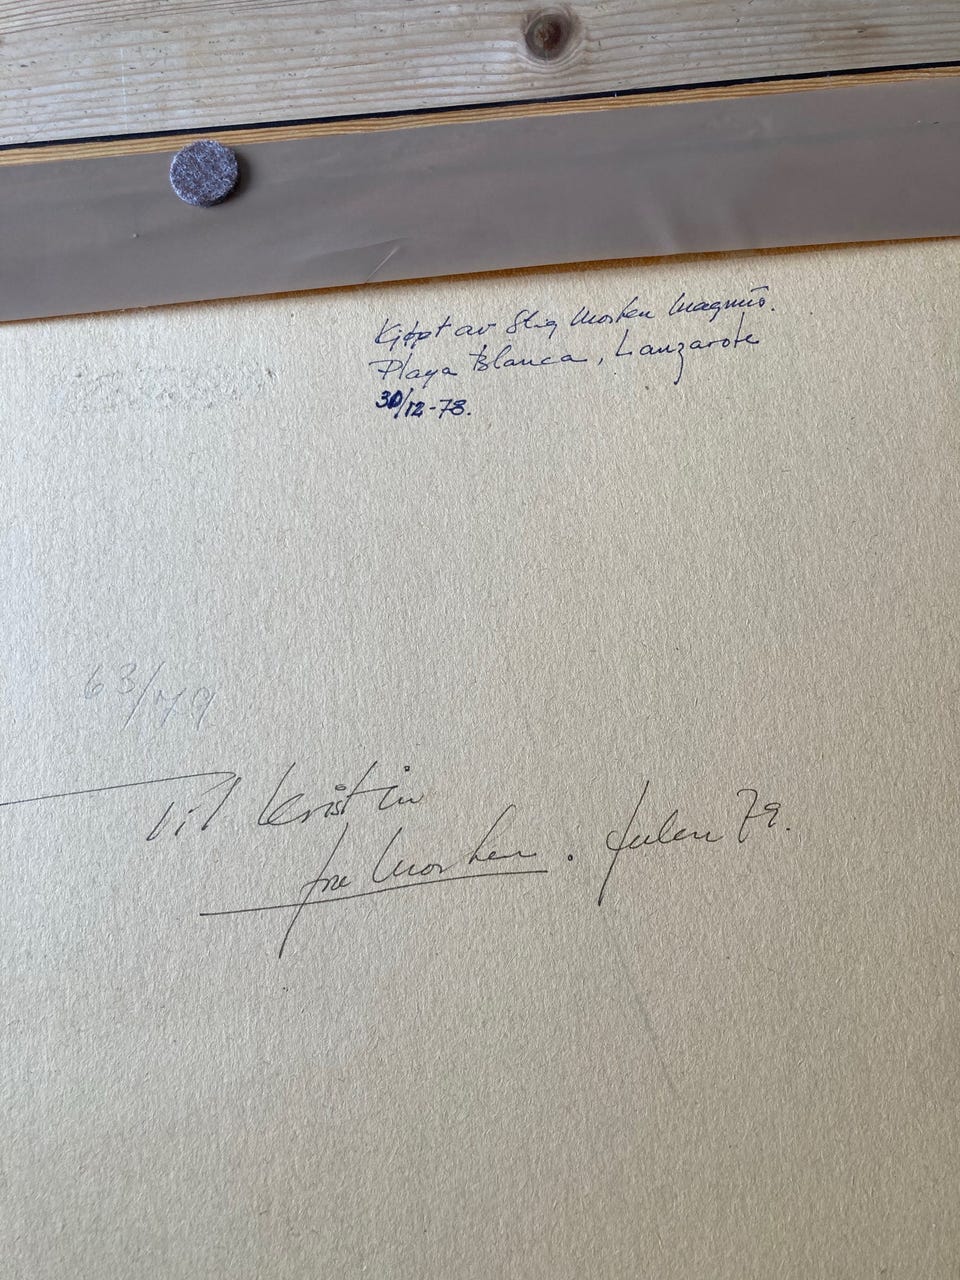 Kjøpt av Stig Morten Magnus.
Playa Blanca, Lanzarote
30/12-78.
63/79
Til Kristin
fra Morten. Julen 79.